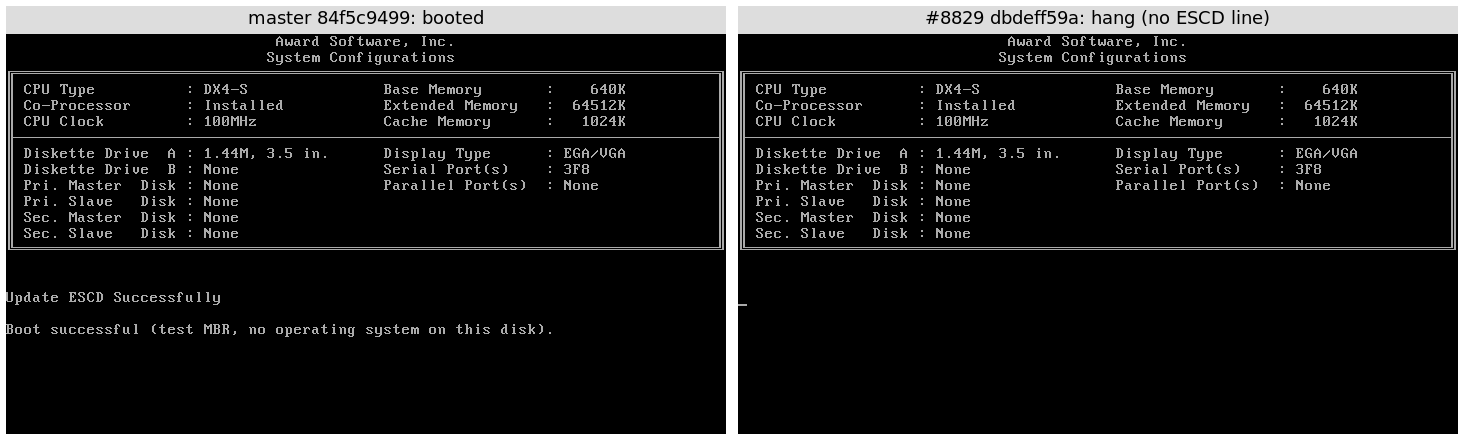 master 84f5c9499: booted
Award Software, Inc.
System Configurations
CPU Type : DX4-S Base Memory : 640K
Co-Processor : Installed Extended Memory : 64512K
CPU Clock : 100MHz Cache Memory : 1024K
Diskette Drive A : 1.44M, 3.5 in. Display Type : EGA/VGA
Diskette Drive B : None Serial Port(s) : 3F8
Pri. Master Disk : None Parallel Port(s) : None
Pri. Slave Disk : None
Sec. Master Disk : None
Sec. Slave Disk : None
Update ESCD Successfully
Boot successful (test MBR, no operating system on this disk).
#8829 dbdeff59a: hang (no ESCD line)
Award Software, Inc.
System Configurations
CPU Type : DX4-S Base Memory : 640K
Co-Processor : Installed Extended Memory : 64512K
CPU Clock : 100MHz Cache Memory : 1024K
Diskette Drive A : 1.44M, 3.5 in. Display Type : EGA/VGA
Diskette Drive B : None Serial Port(s) : 3F8
Pri. Master Disk : None Parallel Port(s) : None
Pri. Slave Disk : None
Sec. Master Disk : None
Sec. Slave Disk : None